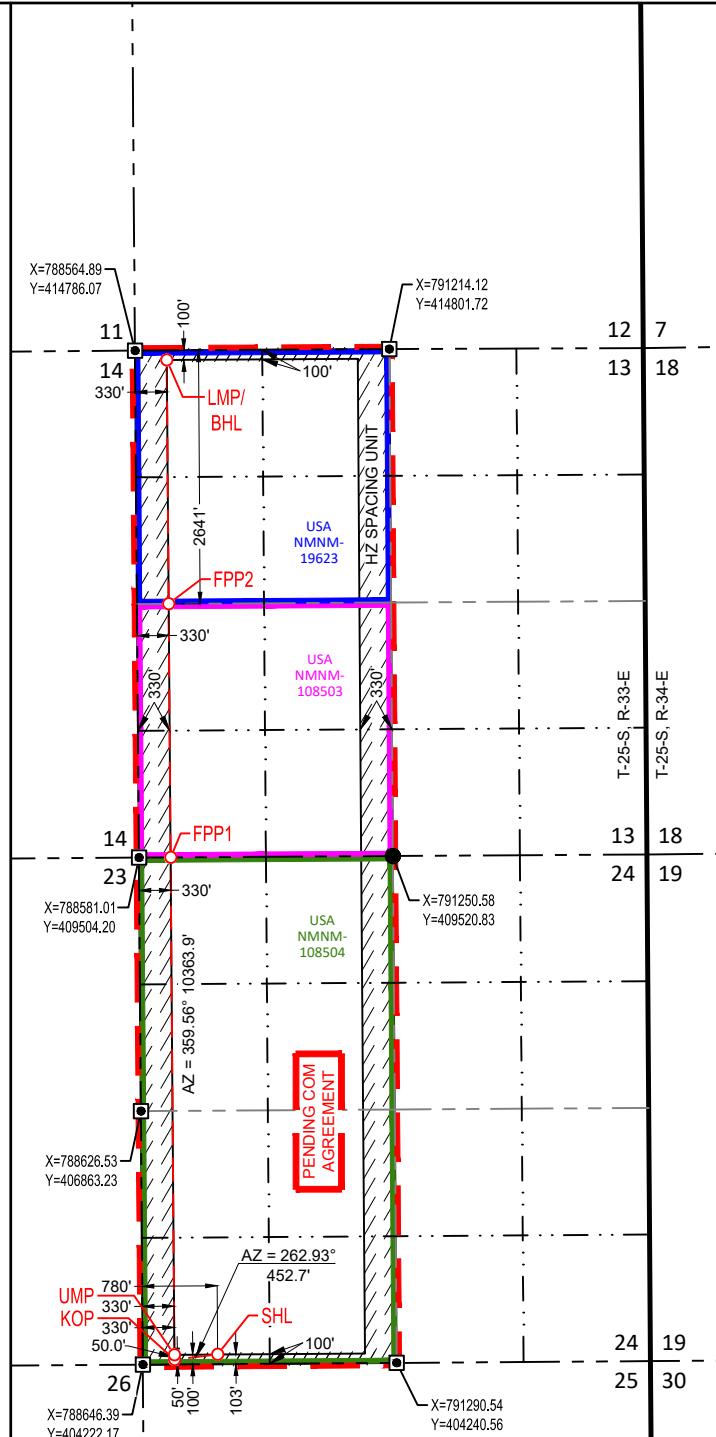 X=788564.89
Y=414786.07
X=791214.12
Y=414801.72
11
12
7
14
13
18
100'
100'
330'
LMP/
BHL
HZ SPACING UNIT
2641'
USA
NMNM-
19623
FPP2
330'
USA
NMNM-
108503
330'
330'
T-25-S, R-33-E
T-25-S, R-34-E
14
FPP1
13
18
23
24
19
330'
X=788581.01
Y=409504.20
X=791250.58
Y=409520.83
USA
NMNM-
108504
AZ = 359.56° 10363.9'
PENDING COM
AGREEMENT
X=788626.53
Y=406863.23
AZ = 262.93°
452.7'
780'
UMP
330'
SHL
KOP
330'
50.0'
100'
24
19
26
50'
100'
103'
25
30
X=788646.39
Y=404222.17
X=791290.54
Y=404240.56